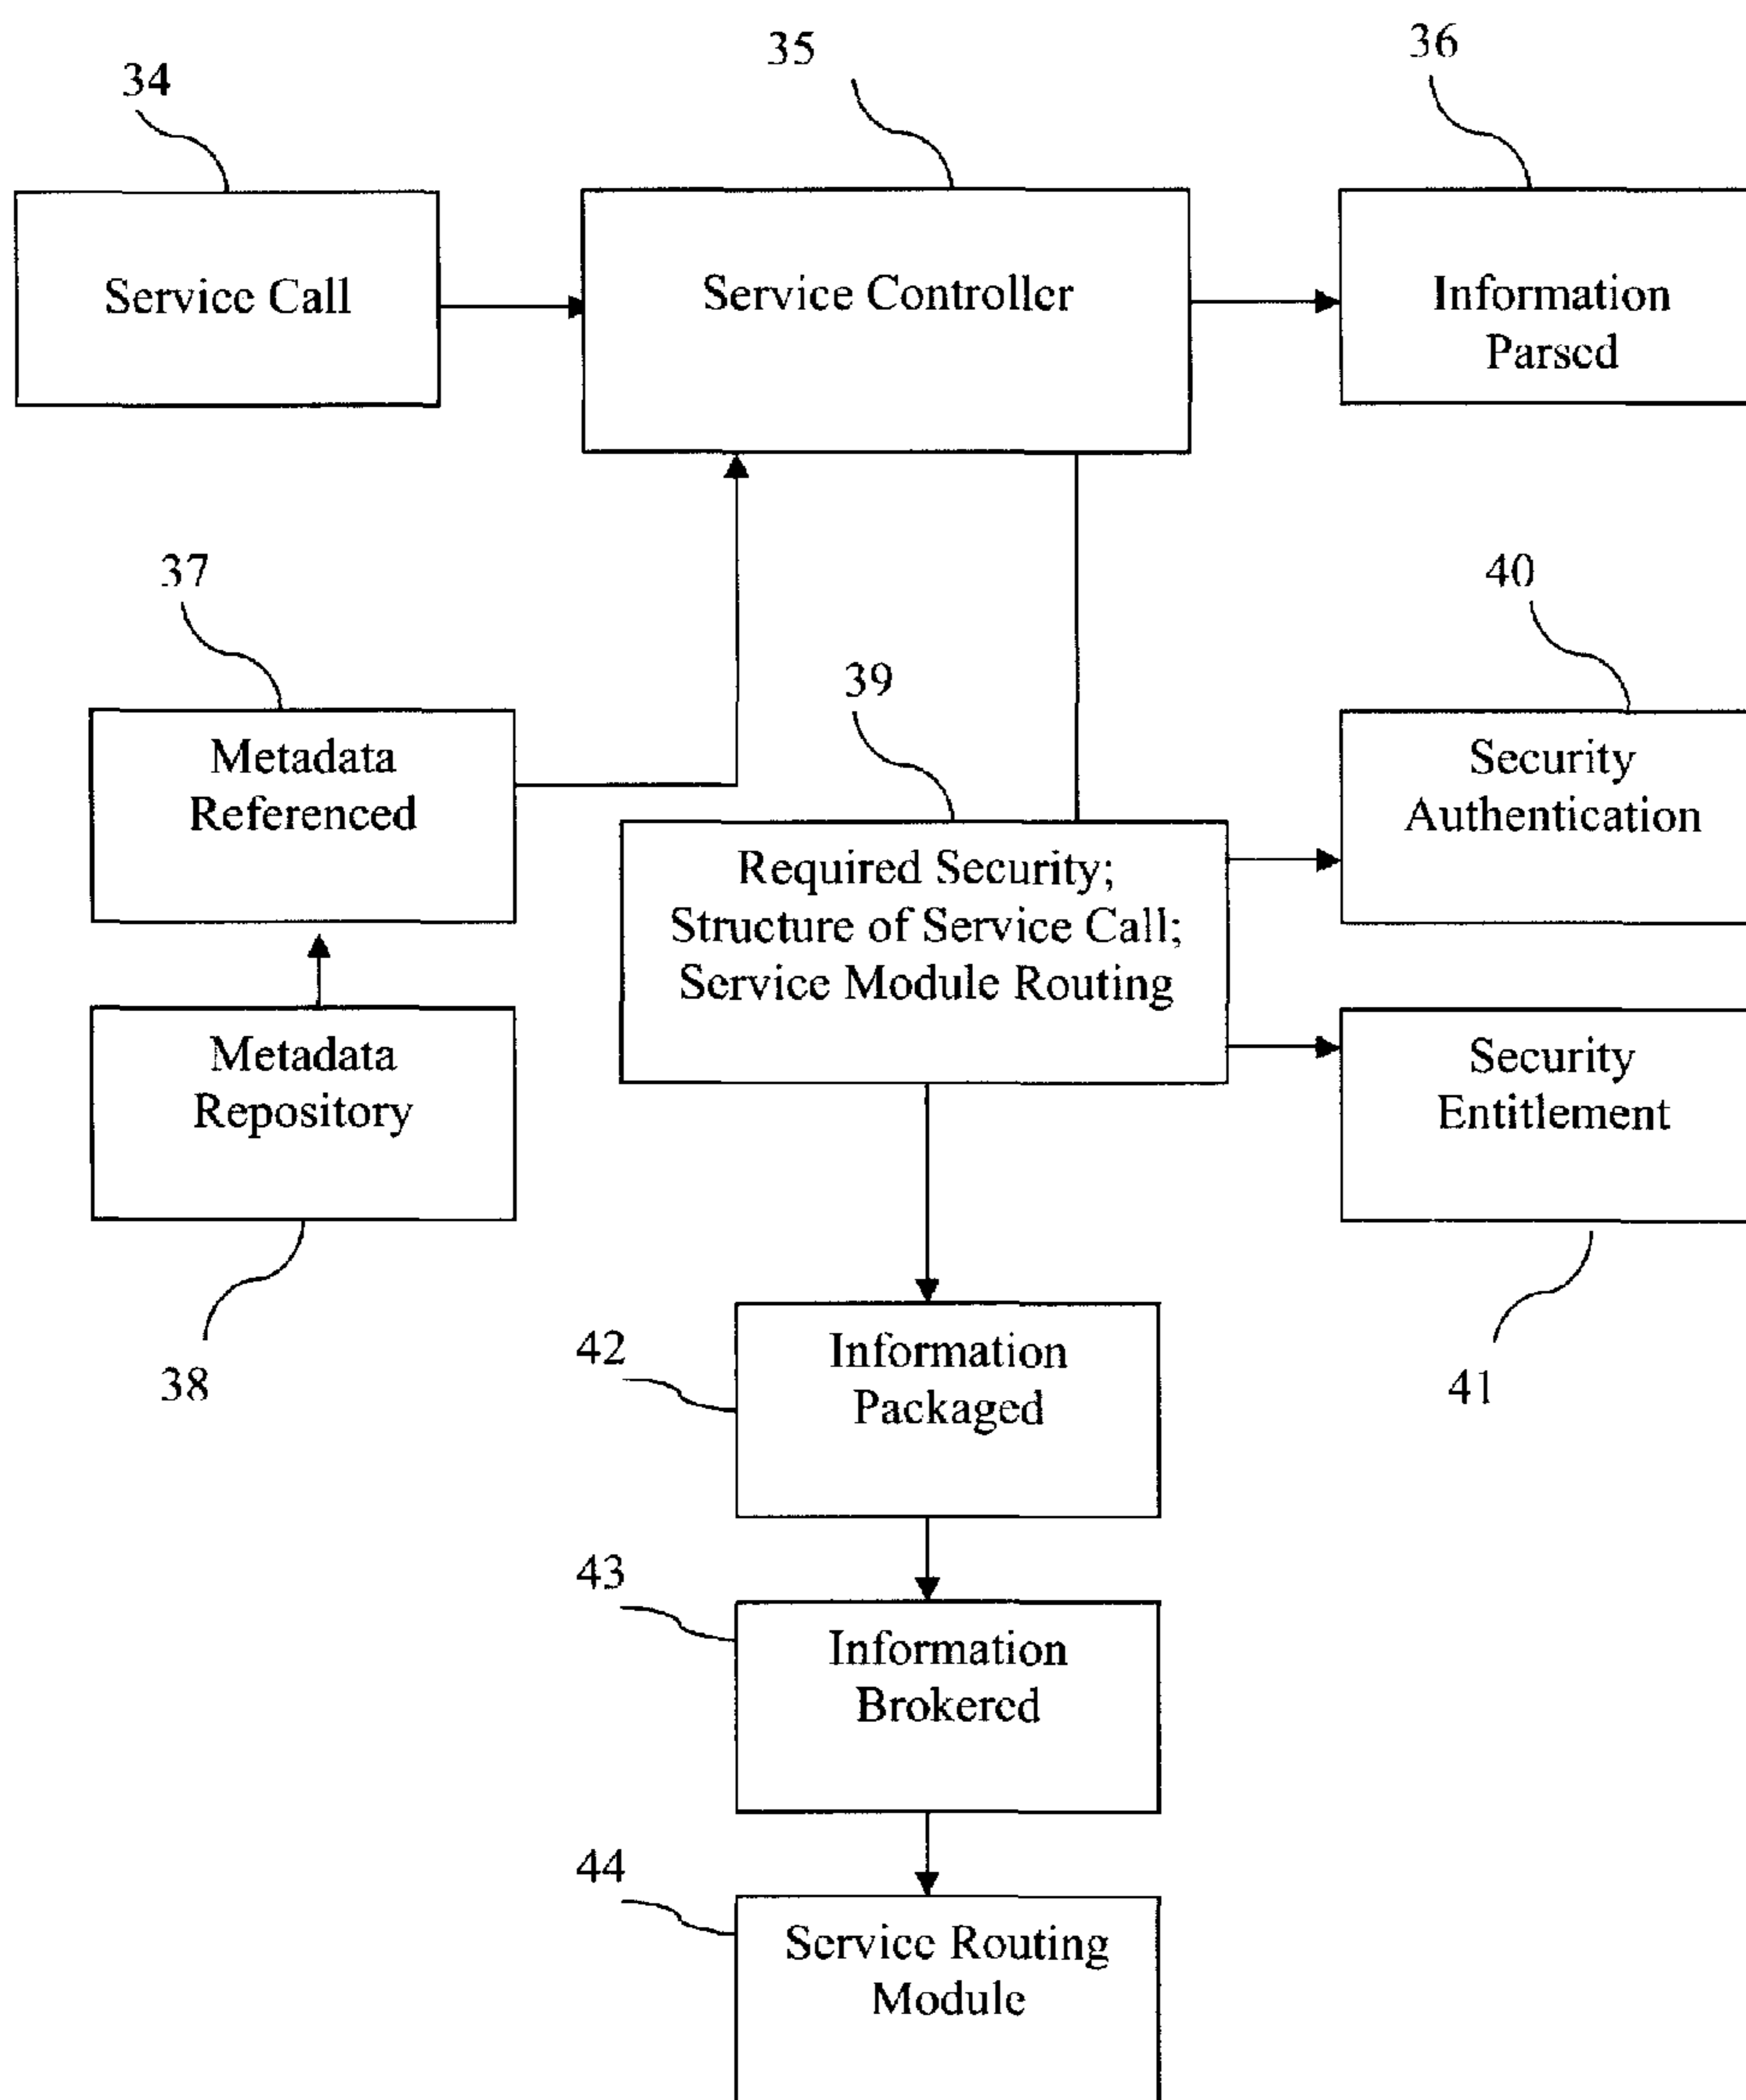 34
35
36
Service Call
Service Controller
Information
Parsed
37
40
39
Metadata
Referenced
Security
Authentication
Required Security;
Structure of Service Call;
Service Module Routing
Metadata
Repository
Security
Entitlement
38
41
42
Information
Packaged
43
Information
Brokered
44
Service Routing
Module